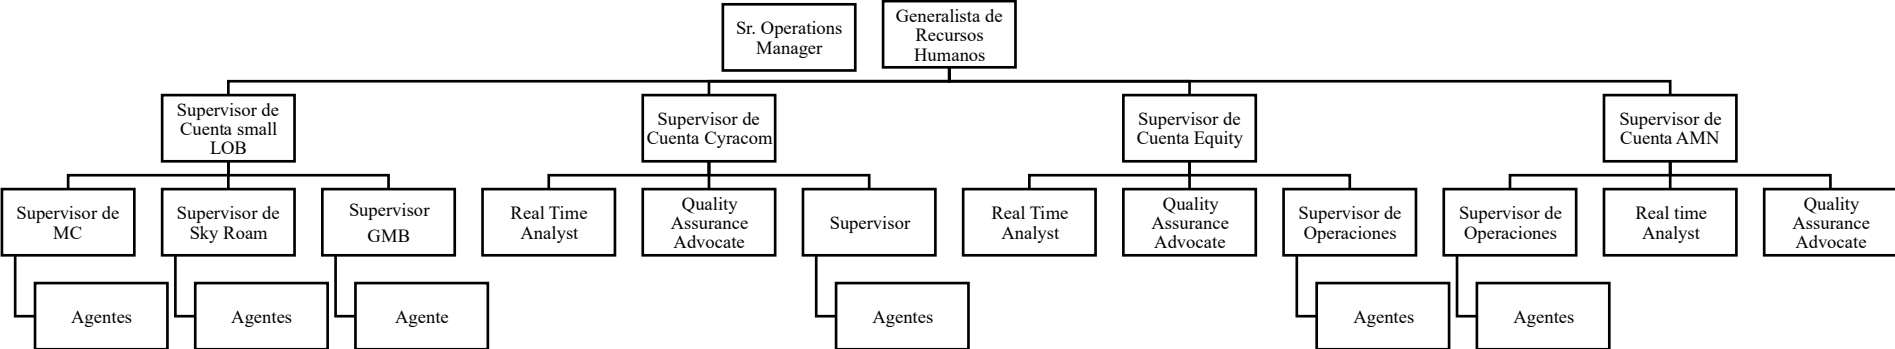 Sr. Operations
Manager
Generalista de
Recursos
Humanos
Supervisor de
Cuenta small
LOB
Supervisor de
Cuenta Cyracom
Supervisor de
Cuenta Equity
Supervisor de
Cuenta AMN
Supervisor de
MC
Supervisor de
Sky Roam
Supervisor
GMB
Real Time
Analyst
Quality
Assurance
Advocate
Supervisor
Real Time
Analyst
Quality
Assurance
Advocate
Supervisor de
Operaciones
Supervisor de
Operaciones
Real time
Analyst
Quality
Assurance
Advocate
Agentes
Agentes
Agente
Agentes
Agentes
Agentes